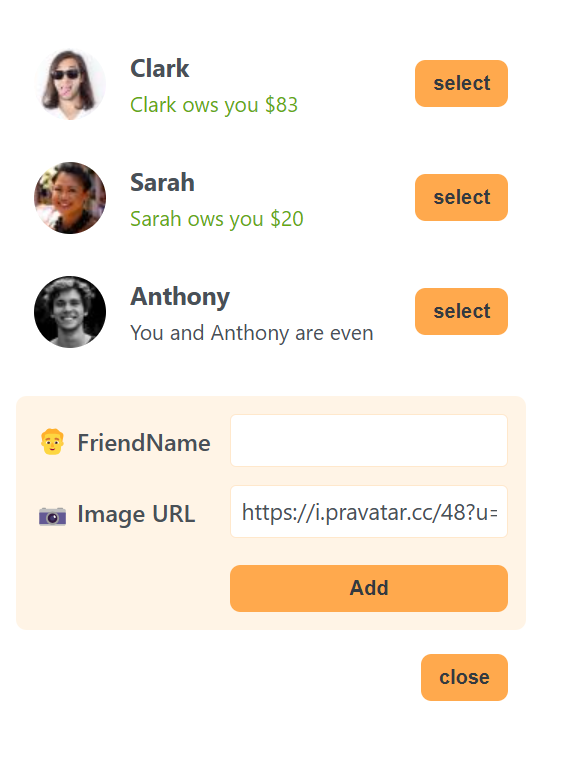 Clark
Clark ows you $83
select
Sarah
Sarah ows you $20
select
Anthony
You and Anthony are even
select
FriendName
Image URL
https://i.pravatar.cc/48?u=
Add
close